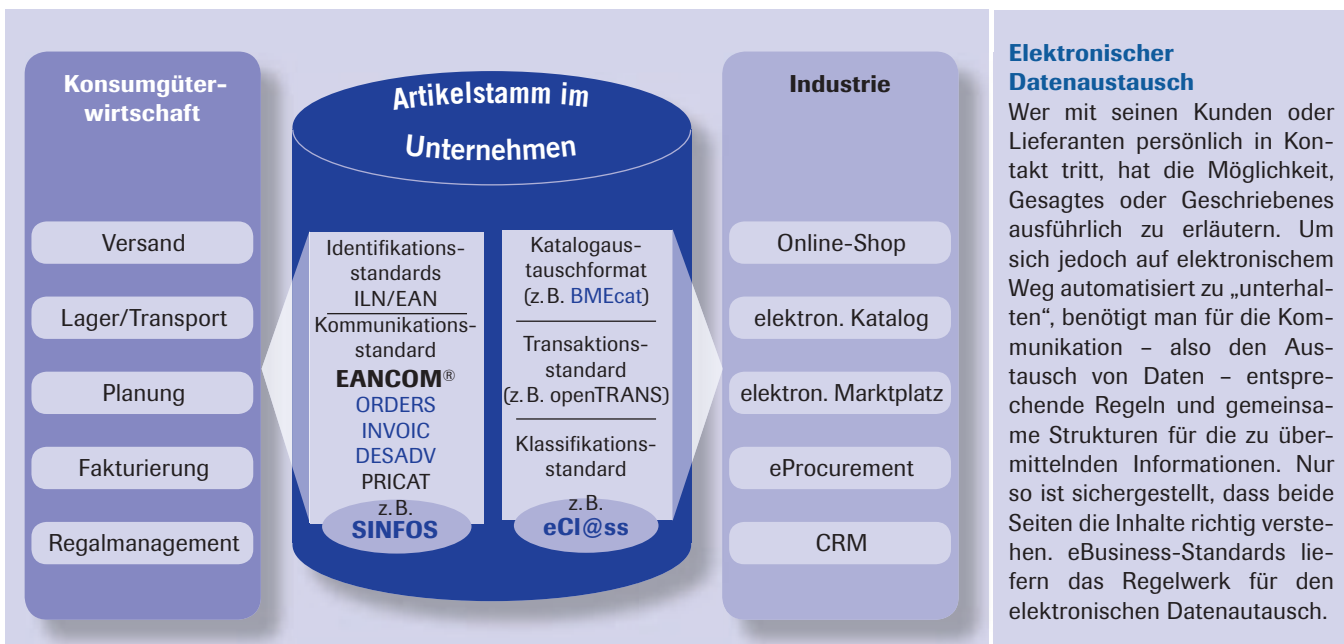 Konsumgüter-
wirtschaft
Versand
Lager/Transport
Planung
Fakturierung
Regalmanagement
Artikelstamm im
Unternehmen
Identifikations-
standards
ILN/EAN
Kommunikations-
standard
EANCOM®
ORDERS
INVOIC
DESADV
PRICAT
z. B.
SINFOS
Katalogaus-
tauschformat
(z. B. BMEcat)
Transaktions-
standard
(z. B. openTRANS)
Klassifikations-
standard
z. B.
eCl@ss
Industrie
Online-Shop
elektron. Katalog
elektron. Marktplatz
eProcurement
CRM
Elektronischer
Datenaustausch
Wer mit seinen Kunden oder
Lieferanten persönlich in Kon-
takt tritt, hat die Möglichkeit,
Gesagtes oder Geschriebenes
ausführlich zu erläutern. Um
sich jedoch auf elektronischem
Weg automatisiert zu „unterhal-
ten“, benötigt man für die Kom-
munikation – also den Aus-
tausch von Daten – entspre-
chende Regeln und gemeinsa-
me Strukturen für die zu über-
mittelnden Informationen. Nur
so ist sichergestellt, dass beide
Seiten die Inhalte richtig verste-
hen. eBusiness-Standards lie-
fern das Regelwerk für den
elektronischen Datenautausch.